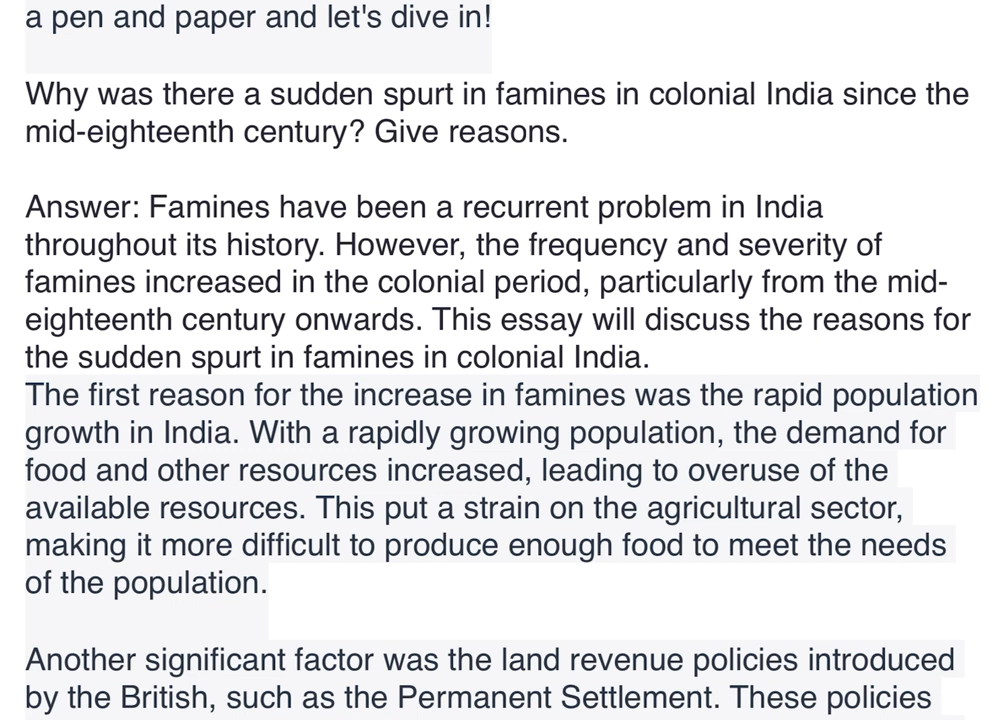 a pen and paper and let's dive in!
Why was there a sudden spurt in famines in colonial India since the
mid-eighteenth century? Give reasons.
Answer: Famines have been a recurrent problem in India
throughout its history. However, the frequency and severity of
famines increased in the colonial period, particularly from the mid-
eighteenth century onwards. This essay will discuss the reasons for
the sudden spurt in famines in colonial India.
The first reason for the increase in famines was the rapid population
growth in India. With a rapidly growing population, the demand for
food and other resources increased, leading to overuse of the
available resources. This put a strain on the agricultural sector,
making it more difficult to produce enough food to meet the needs
of the population.
Another significant factor was the land revenue policies introduced
by the British, such as the Permanent Settlement. These policies